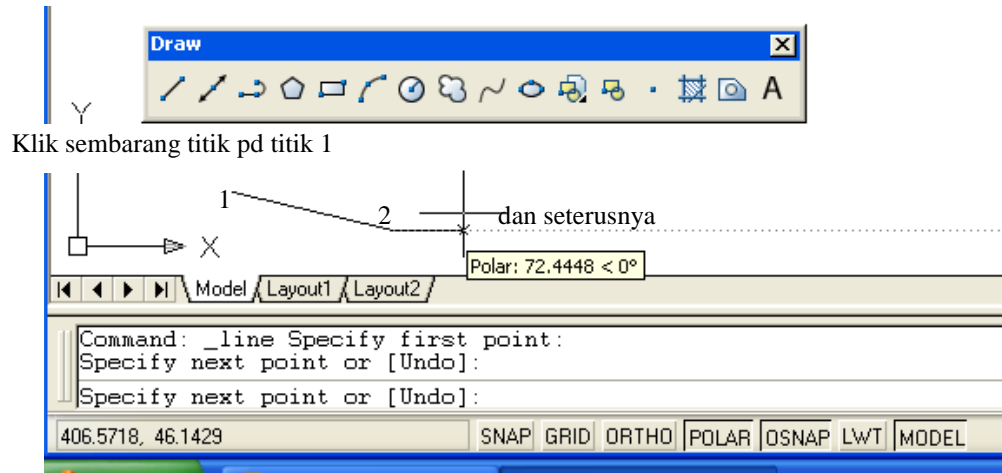 Draw
A
Y
Klik sembarang titik pd titik 1
1
2 dan seterusnya
X
Polar: 72.4448 < 0°
Model Layout1 Layout2
Command: _line Specify first point:
Specify next point or [Undo]:
Specify next point or [Undo]:
406.5718, 46.1429 SNAP GRID ORTHO POLAR OSNAP LWT MODEL